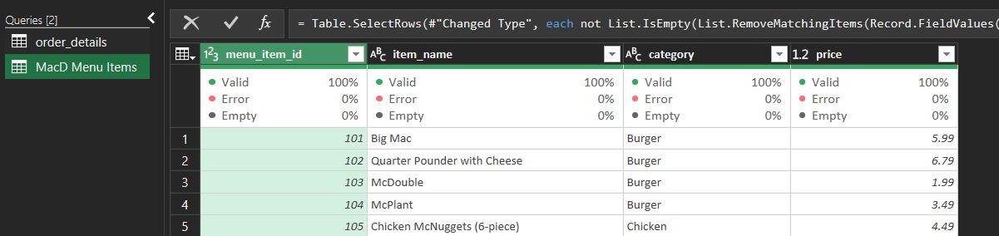 Queries [2]
order_details
MacD Menu Items
fx = Table.SelectRows(#"Changed Type", each not List.IsEmpty(List.RemoveMatchingItems(Record.FieldValues(
1 2 3 menu_item_id A B C item_name A B C category 1.2 price
Valid 100% Valid 100% Valid 100% Valid 100%
Error 0% Error 0% Error 0% Error 0%
Empty 0% Empty 0% Empty 0% Empty 0%
1 101 Big Mac Burger 5.99
2 102 Quarter Pounder with Cheese Burger 6.79
3 103 McDouble Burger 1.99
4 104 McPlant Burger 3.49
5 105 Chicken McNuggets (6-piece) Chicken 4.49